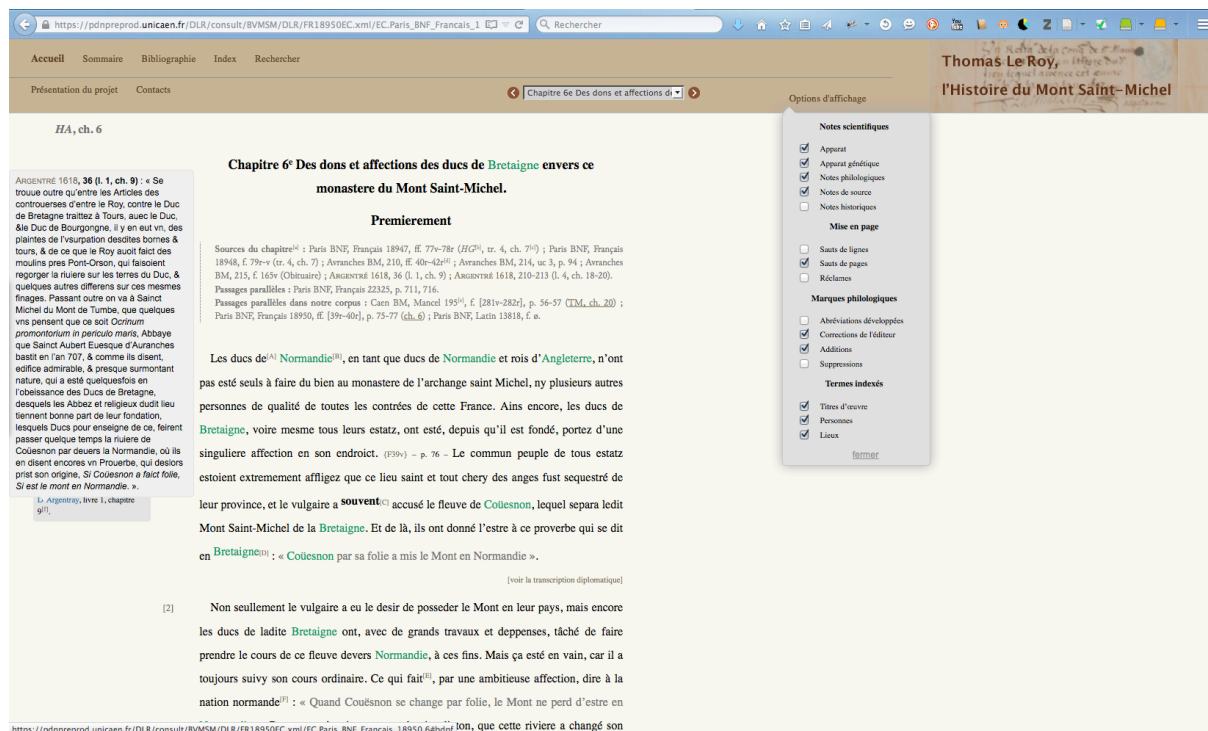 https://pdnpreprod.unicaen.fr/DLR/consult/BVMSM/DLR/FR18950EC.xml/EC.Paris_BNF_Francais_1
Rechercher
Accueil Sommaire Bibliographie Index Rechercher
Présentation du projet Contacts
Chapitre 6e Des dons et affections d
Options d'affichage
Thomas Le Roy,
l'Histoire du Mont Saint-Michel
HA, ch. 6
Chapitre 6e Des dons et affections des ducs de Bretaigne envers ce
monastere du Mont Saint-Michel.
Premierement
Sources du chapitre[a] : Paris BNF, Français 18947, ff. 77v-78r (HG[b], tr. 4, ch. 7[c]) ; Paris BNF, Français
18948, f. 79r-v (tr. 4, ch. 7) ; Avranches BM, 210, ff. 40r-42r[d] ; Avranches BM, 214, uc 3, p. 94 ; Avranches
BM, 215, f. 165v (Obituaire) ; ARGENTRÉ 1618, 36 (l. 1, ch. 9) ; ARGENTRÉ 1618, 210-213 (l. 4, ch. 18-20).
Passages parallèles : Paris BNF, Français 22325, p. 711, 716.
Passages parallèles dans notre corpus : Caen BM, Mancel 195[e], f. [281v-282r], p. 56-57 (TM, ch. 20) ;
Paris BNF, Français 18950, ff. [39r-40r], p. 75-77 (ch. 6) ; Paris BNF, Latin 13818, f. ø.
ARGENTRÉ 1618, 36 (l. 1, ch. 9) : « Se
trouue outre qu'entre les Articles des
controuerses d'entre le Roy, contre le Duc
de Bretagne traittez à Tours, auec le Duc,
&le Duc de Bourgongne, il y en eut vn, des
plaintes de l'vsurpation desdites bornes &
tours, & de ce que le Roy auoit faict des
moulins pres Pont-Orson, qui faisoient
regorger la riuiere sur les terres du Duc, &
quelques autres differens sur ces mesmes
finages. Passant outre on va à Sainct
Michel du Mont de Tumbe, que quelques
vns pensent que ce soit Ocrinum
promontorium in periculo maris, Abbaye
que Sainct Aubert Euesque d'Auranches
bastit en l'an 707, & comme ils disent,
edifice admirable, & presque surmontant
nature, qui a esté quelquesfois en
l'obeissance des Ducs de Bretagne,
desquels les Abbez et religieux dudit lieu
tiennent bonne part de leur fondation,
lesquels Ducs pour enseigne de ce, feirent
passer quelque temps la riuiere de
Coüesnon par deuers la Normandie, où ils
en disent encores vn Prouerbe, qui deslors
prist son origine, Si Coüesnon a faict folie,
Si est le mont en Normandie. ».
D'Argentray, livre 1, chapitre
9[f].
Les ducs de[A] Normandie[B], en tant que ducs de Normandie et rois d'Angleterre, n'ont
pas esté seuls à faire du bien au monastere de l'archange saint Michel, ny plusieurs autres
personnes de qualité de toutes les contrées de cette France. Ains encore, les ducs de
Bretaigne, voire mesme tous leurs estatz, ont esté, depuis qu'il est fondé, portez d'une
singuliere affection en son endroict. (F39v) – p. 76 – Le commun peuple de tous estatz
estoient extremement affligez que ce lieu saint et tout chery des anges fust sequestré de
leur province, et le vulgaire a souvent[C] accusé le fleuve de Coüesnon, lequel separa ledit
Mont Saint-Michel de la Bretaigne. Et de là, ils ont donné l'estre à ce proverbe qui se dit
en Bretaigne[D] : « Coüesnon par sa folie a mis le Mont en Normandie ».
[voir la transcription diplomatique]
[2] Non seullement le vulgaire a eu le desir de posseder le Mont en leur pays, mais encore
les ducs de ladite Bretaigne ont, avec de grands travaux et deppenses, tâché de faire
prendre le cours de ce fleuve devers Normandie, à ces fins. Mais ça esté en vain, car il a
toujours suivy son cours ordinaire. Ce qui fait[E], par une ambitieuse affection, dire à la
nation normande[F] : « Quand Couësnon se change par folie, le Mont ne perd d'estre en
ton, que cette riviere a changé son
https://pdnpreprod.unicaen.fr/DLR/consult/BVMSM/DLR/FR18950EC.xml/EC.Paris_BNF_Francais_18950_6#hdnf
Notes scientifiques
Apparat
Apparat génétique
Notes philologiques
Notes de source
Notes historiques
Mise en page
Sauts de lignes
Sauts de pages
Réclames
Marques philologiques
Abréviations développées
Corrections de l'éditeur
Additions
Suppressions
Termes indexés
Titres d'œuvre
Personnes
Lieux
fermer